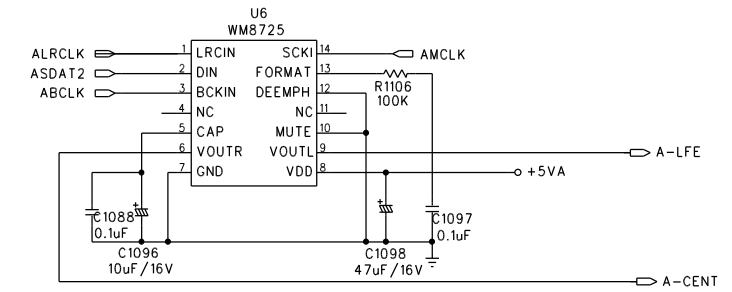 U6
WM8725
ALRCLK 1 LRCIN SCKI 14 AMCLK
ASDAT2 2 DIN FORMAT 13
R1106
100K
ABCLK 3 BCKIN DEEMPH 12
4 NC NC 11
5 CAP MUTE 10
6 VOUTR VOUTL 9 A-LFE
7 GND VDD 8 +5VA
+ +
C1088 C1097
0.1uF 0.1uF
C1096 C1098
10uF/16V 47uF/16V
A-CENT